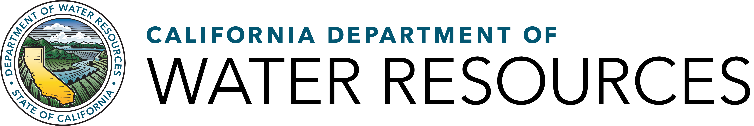 DEPARTMENT OF WATER RESOURCES
STATE OF CALIFORNIA
CALIFORNIA DEPARTMENT OF
WATER RESOURCES